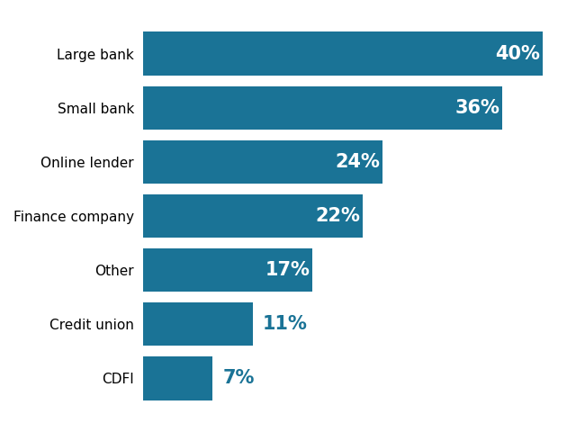 Large bank 40%
Small bank 36%
Online lender 24%
Finance company 22%
Other 17%
Credit union 11%
CDFI 7%